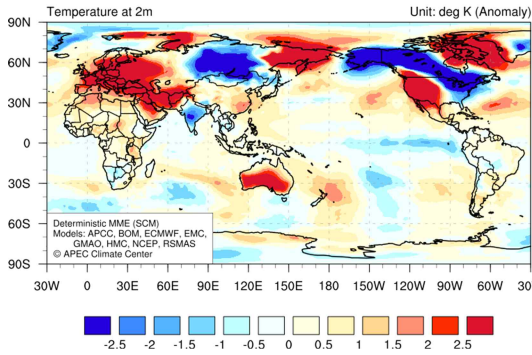 Temperature at 2m Unit: deg K (Anomaly)
90N
60N
30N
0
30S
60S
90S
Deterministic MME (SCM)
Models: APCC, BOM, ECMWF, EMC,
GMAO, HMC, NCEP, RSMAS
© APEC Climate Center
30W 0 30E 60E 90E 120E 150E 180 150W 120W 90W 60W 30W
-2.5 -2 -1.5 -1 -0.5 0 0.5 1 1.5 2 2.5